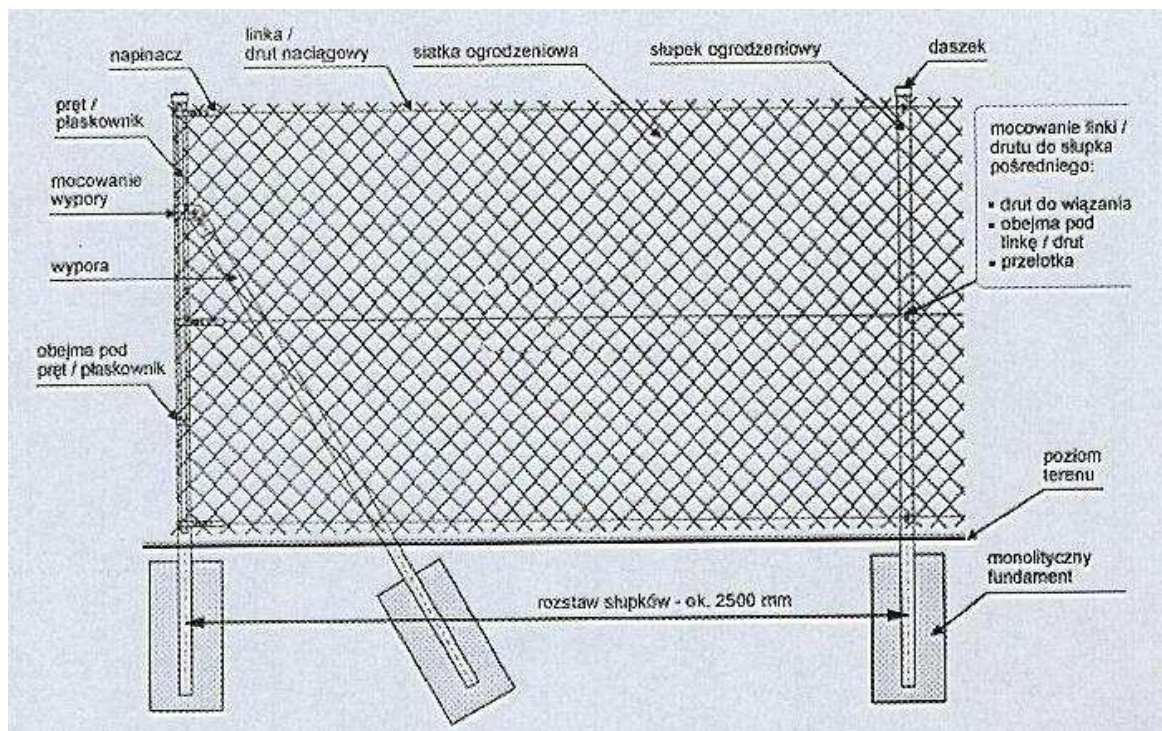 napinacz
linka /
drut naciągowy
siatka ogrodzeniowa
słupek ogrodzeniowy
daszek
pręt /
płaskownik
mocowanie
wypory
wypora
obejma pod
pręt / płaskownik
mocowanie linki /
drutu do słupka
pośredniego:
▪ drut do wiązania
▪ obejma pod
linkę / drut
▪ przelotka
poziom
terenu
monolityczny
fundament
rozstaw słupków - ok. 2500 mm